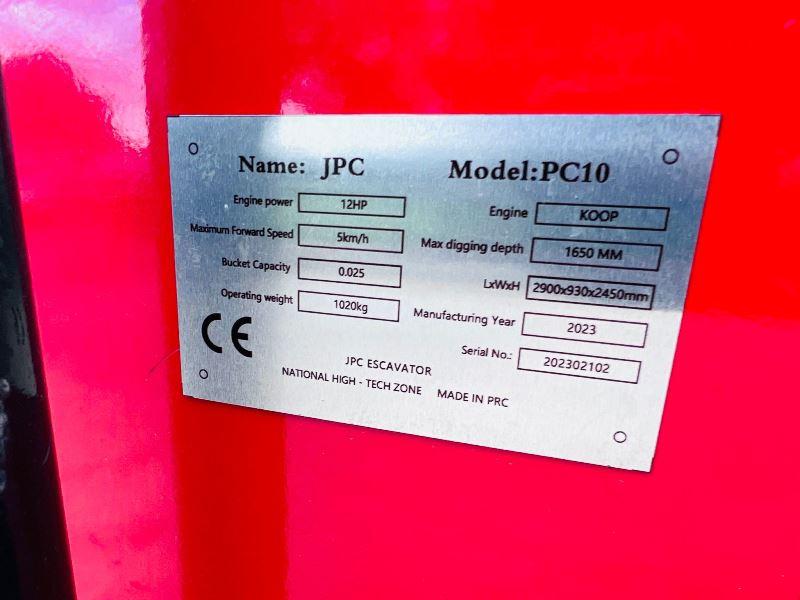 Name: JPC Model:PC10
Engine power 12HP Engine KOOP
Maximum Forward Speed 5km/h Max digging depth 1650 MM
Bucket Capacity 0.025 LxWxH 2900x930x2450mm
Operating weight 1020kg Manufacturing Year 2023
CE Serial No.: 202302102
JPC ESCAVATOR
NATIONAL HIGH - TECH ZONE MADE IN PRC